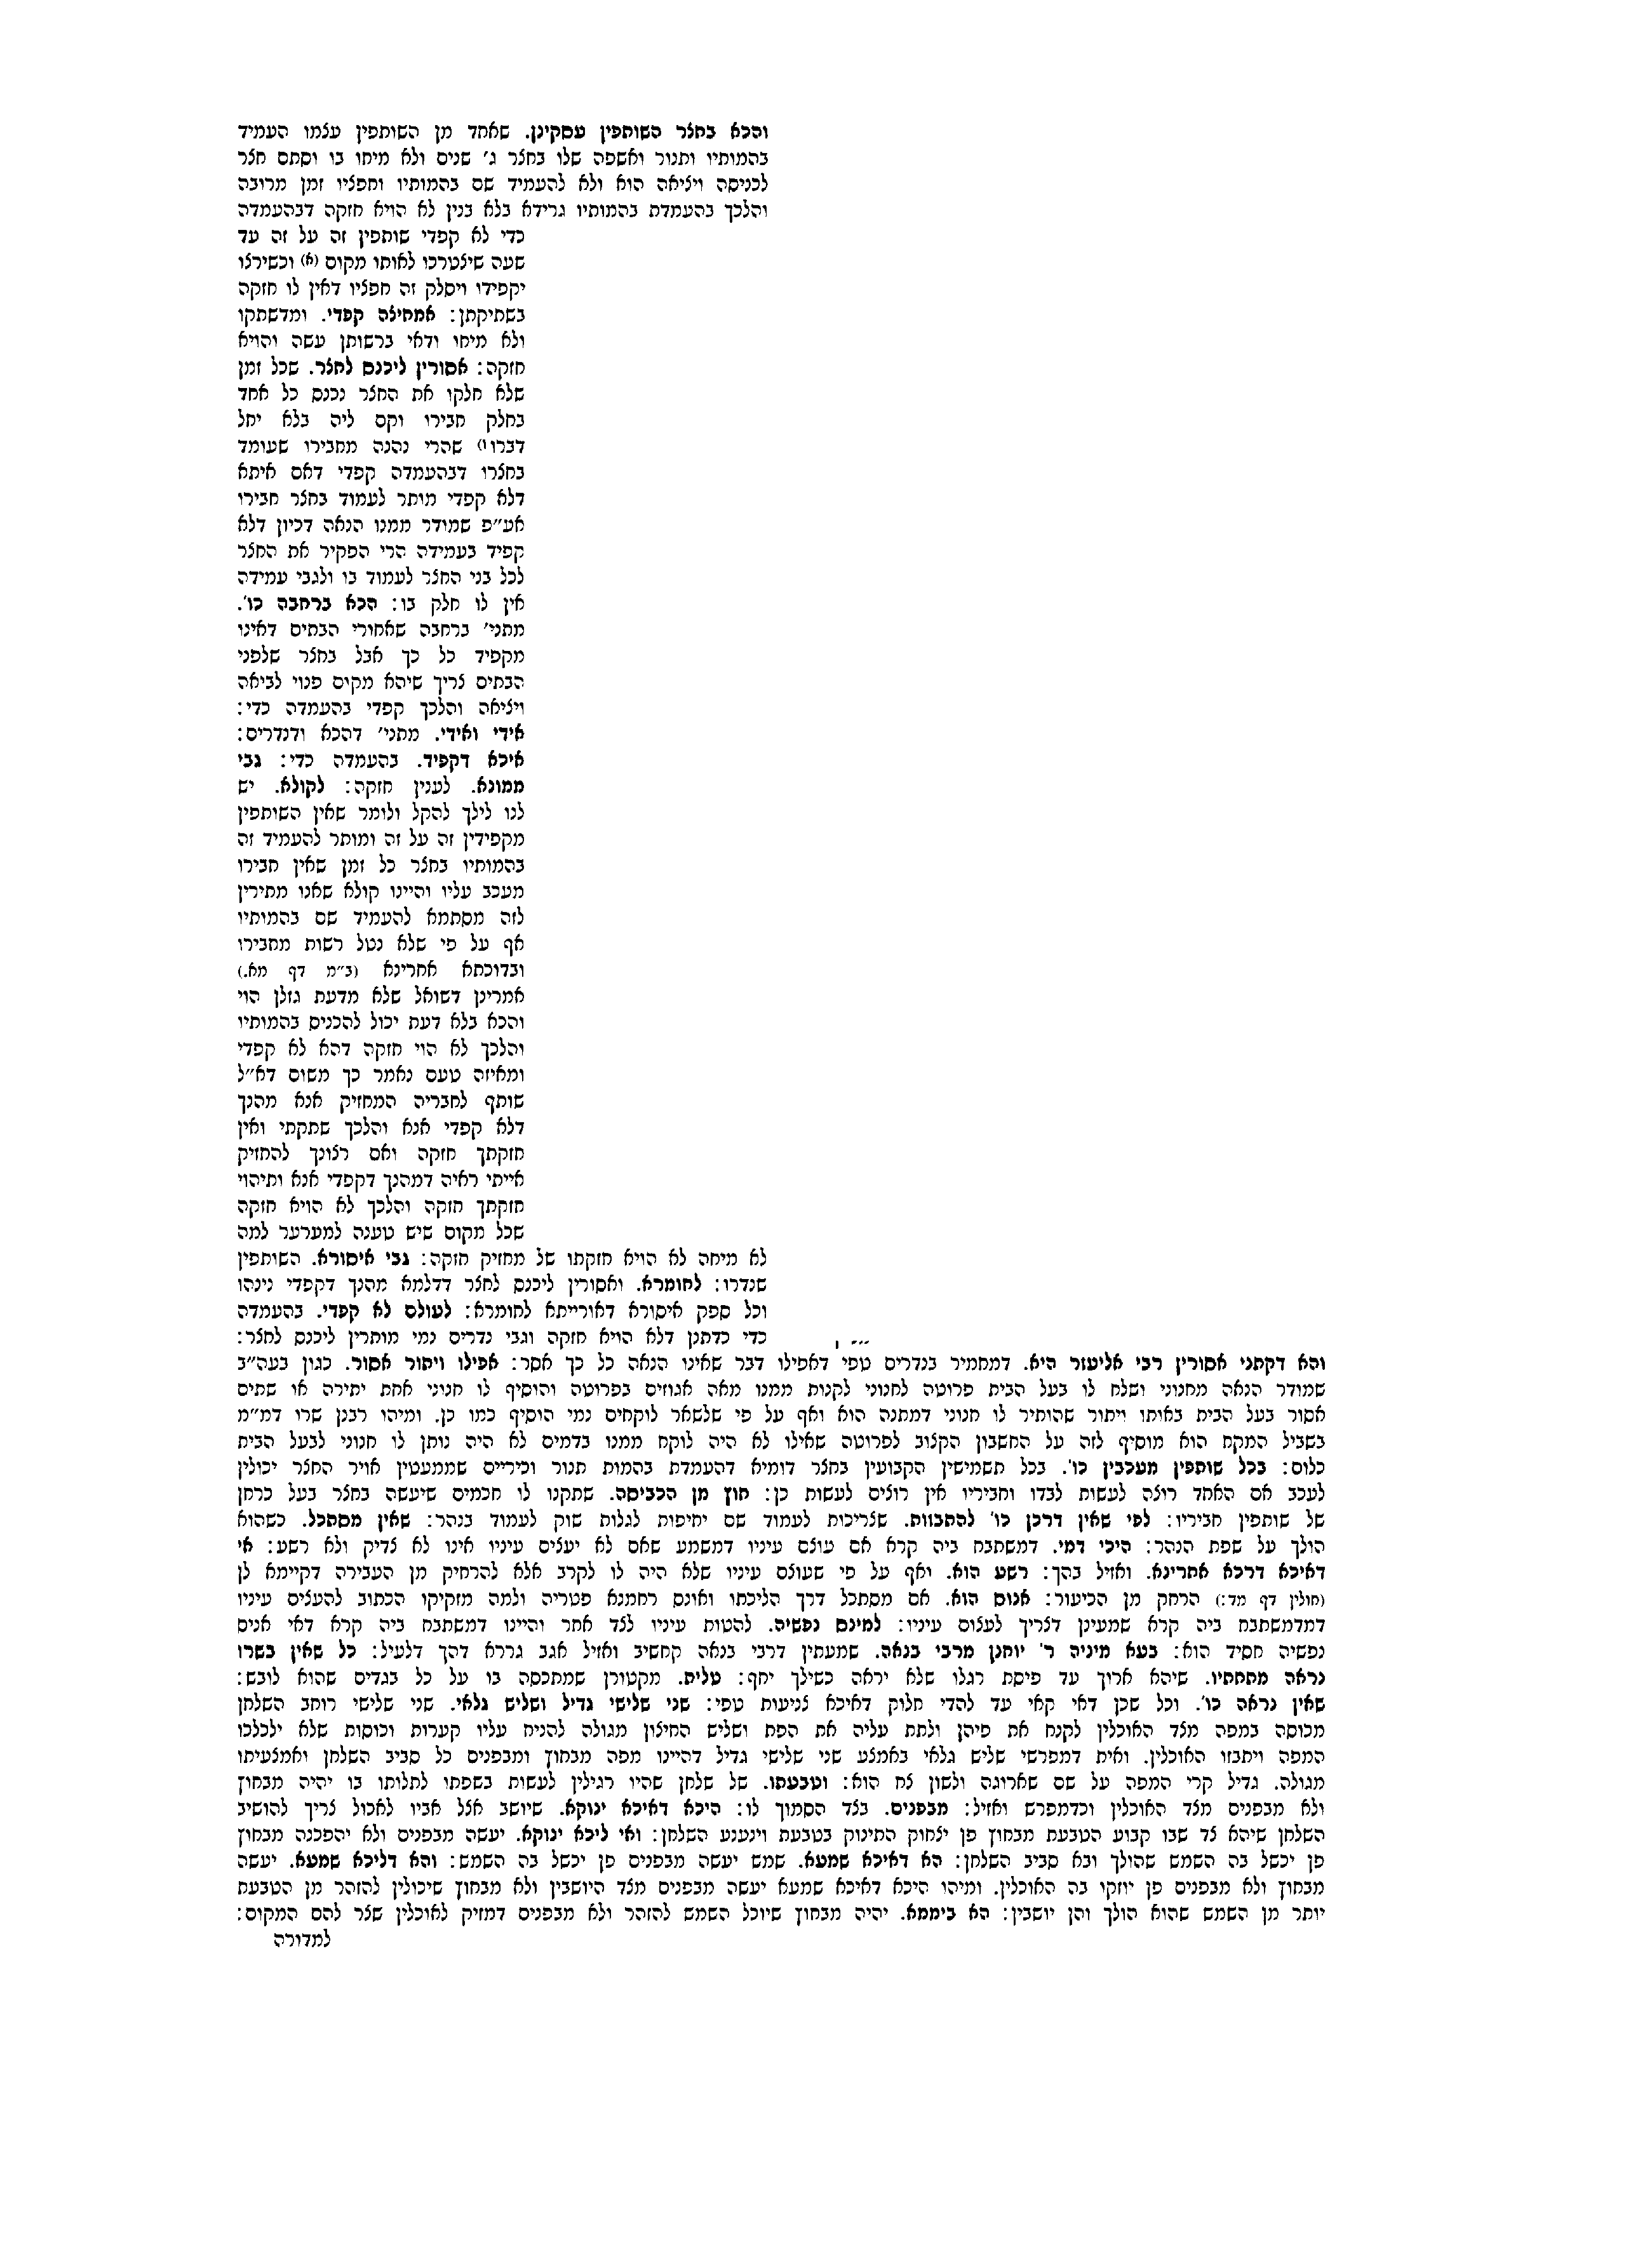 והכא בחצר השותפין עסקינן. שאחד מן השותפין עצמו העמיד
בהמותיו ותנור ואשפה שלו בחצר ג׳ שנים ולא מיחו בו וסתם חצר
לכניסה ויציאה הוא ולא להעמיד שם בהמותיו וחפציו זמן מרובה
והלכך בהעמדת בהמותיו גרידא בלא בנין לא הויא חזקה דבהעמדה
כדי לא קפדי שותפין זה על זה עד
שעה שיצטרכו לאותו מקום (א) וכשירצו
יקפידו ויסלק זה חפציו דאין לו חזקה
בשתיקתן: אמחיצה קפדי. ומדשתקו
ולא מיחו ודאי ברשותן עשה והויא
חזקה: אסורין ליכנס לחצר. שכל זמן
שלא חלקו את החצר נכנס כל אחד
בחלק חבירו וקם ליה בלא יחל
דברו ו) שהרי נהנה מחבירו שעומד
בחצרו דבהעמדה קפדי דאם איתא
דלא קפדי מותר לעמוד בחצר חבירו
אע״פ שמודר ממנו הנאה דכיון דלא
קפיד בעמידה הרי הפקיר את החצר
לכל בני החצר לעמוד בו ולגבי עמידה
אין לו חלק בו: הכא ברחבה כו׳.
מתני׳ ברחבה שאחורי הבתים דאינו
מקפיד כל כך אבל בחצר שלפני
הבתים צריך שיהא מקום פנוי לביאה
ויציאה והלכך קפדי בהעמדה כדי:
אידי ואידי. מתני׳ דהכא ודנדרים:
איכא דקפיד. בהעמדה כדי: גבי
ממונא. לענין חזקה: לקולא. יש
לנו לילך להקל ולומר שאין השותפין
מקפידין זה על זה ומותר להעמיד זה
בהמותיו בחצר כל זמן שאין חבירו
מעכב עליו והיינו קולא שאנו מתירין
לזה מסתמא להעמיד שם בהמותיו
אף על פי שלא נטל רשות מחבירו
ובדוכתא אחרינא (ב״מ דף מא.)
אמרינן דשואל שלא מדעת גזלן הוי
והכא בלא דעת יכול להכניס בהמותיו
והלכך לא הוי חזקה דהא לא קפדי
ומאיזה טעם נאמר כך משום דא״ל
שותף לחבריה המחזיק אנא מהנך
דלא קפדי אנא והלכך שתקתי ואין
חזקתך חזקה ואם רצונך להחזיק
אייתי ראיה דמהנך דקפדי אנא ותיהוי
חזקתך חזקה והלכך לא הויא חזקה
שכל מקום שיש טענה למערער למה
לא מיחה לא הויא חזקתו של מחזיק חזקה: גבי איסורא. השותפין
שנדרו: לחומרא. ואסורין ליכנס לחצר דדלמא מהנך דקפדי נינהו
וכל ספק איסורא דאורייתא לחומרא: לעולם לא קפדי. בהעמדה
כדי כדתנן דלא הויא חזקה וגבי נדרים נמי מותרין ליכנס לחצר:
והא דקתני אסורין רבי אליעזר היא. דמחמיר בנדרים טפי דאפילו דבר שאינו הנאה כל כך אסר: אפילו ויתור אסור. כגון בעה״ב
שמודר הנאה מחנוני ושלח לו בעל הבית פרוטה לחנוני לקנות ממנו מאה אגוזים בפרוטה והוסיף לו חנוני אחת יתירה או שתים
אסור בעל הבית באותו ויתור שהותיר לו חנוני דמתנה הוא ואף על פי שלשאר לוקחים נמי הוסיף כמו כן. ומיהו רבנן שרו דמ״מ
בשביל המקח הוא מוסיף לזה על החשבון הקצוב לפרוטה שאילו לא היה לוקח ממנו בדמים לא היה נותן לו חנוני לבעל הבית
כלום: בכל שותפין מעכבין כו׳. בכל תשמישין הקבועין בחצר דומיא דהעמדת בהמות תנור וכיריים שממעטין אויר החצר יכולין
לעכב אם האחד רוצה לעשות לבדו וחביריו אין רוצים לעשות כן: חוץ מן הכביסה. שתקנו לו חכמים שיעשה בחצר בעל כרחן
של שותפין חביריו: לפי שאין דרכן כו׳ להתבזות. שצריכות לעמוד שם יחיפות לגלות שוק לעמוד בנהר: שאין מסתכל. כשהוא
הולך על שפת הנהר: היכי דמי. דמשתבח ביה קרא אם עוצם עיניו דמשמע שאם לא יעצים עיניו אינו לא צדיק ולא רשע: אי
דאיכא דרכא אחרינא. ואזיל בהך: רשע הוא. ואף על פי שעוצם עיניו שלא היה לו לקרב אלא להרחיק מן העבירה דקיימא לן
(חולין דף מד:) הרחק מן הכיעור: אנוס הוא. אם מסתכל דרך הליכתו ואונס רחמנא פטריה ולמה מזקיקו הכתוב להעצים עיניו
דמדמשתבח ביה קרא שמעינן דצריך לעצום עיניו: למינס נפשיה. להטות עיניו לצד אחר והיינו דמשתבח ביה קרא דאי אניס
נפשיה חסיד הוא: בעא מיניה ר׳ יוחנן מרבי בנאה. שמעתין דרבי בנאה קחשיב ואזיל אגב גררא דהך דלעיל: כל שאין בשרו
נראה מתחתיו. שיהא ארוך עד פיסת רגלו שלא יראה כשילך יחף: טלית. מקטורן שמתכסה בו על כל בגדים שהוא לובש:
שאין נראה כו׳. וכל שכן דאי קאי עד להדי חלוק דאיכא צניעות טפי: שני שלישי גדיל ושליש גלאי. שני שלישי רוחב השלחן
מכוסה במפה מצד האוכלין לקנח את פיהן ולתת עליה את הפת ושליש החיצון מגולה להניח עליו קערות וכוסות שלא ילכלכו
המפה ויתבזו האוכלין. ואית דמפרשי שליש גלאי באמצע שני שלישי גדיל דהיינו מפה מבחוץ ומבפנים כל סביב השלחן ואמצעיתו
מגולה. גדיל קרי המפה על שם שארוגה ולשון צח הוא: וטבעתו. של שלחן שהיו רגילין לעשות בשפתו לתלותו בו יהיה מבחוץ
ולא מבפנים מצד האוכלין וכדמפרש ואזיל: מבפנים. בצד הסמוך לו: היכא דאיכא ינוקא. שיושב אצל אביו לאכול צריך להושיב
השלחן שיהא צד שבו קבוע הטבעת מבחוץ פן יצחוק התינוק בטבעת וינענע השלחן: ואי ליכא ינוקא. יעשה מבפנים ולא יהפכנה מבחוץ
פן יכשל בה השמש שהולך ובא סביב השלחן: הא דאיכא שמעא. שמש יעשה מבפנים פן יכשל בה השמש: והא דליכא שמעא. יעשה
מבחוץ ולא מבפנים פן יוזקו בה האוכלין. ומיהו היכא דאיכא שמעא יעשה מבפנים מצד היושבין ולא מבחוץ שיכולין להזהר מן הטבעת
יותר מן השמש שהוא הולך והן יושבין: הא ביממא. יהיה מבחוץ שיוכל השמש להזהר ולא מבפנים דמזיק לאוכלין שצר להם המקום:
למדורה